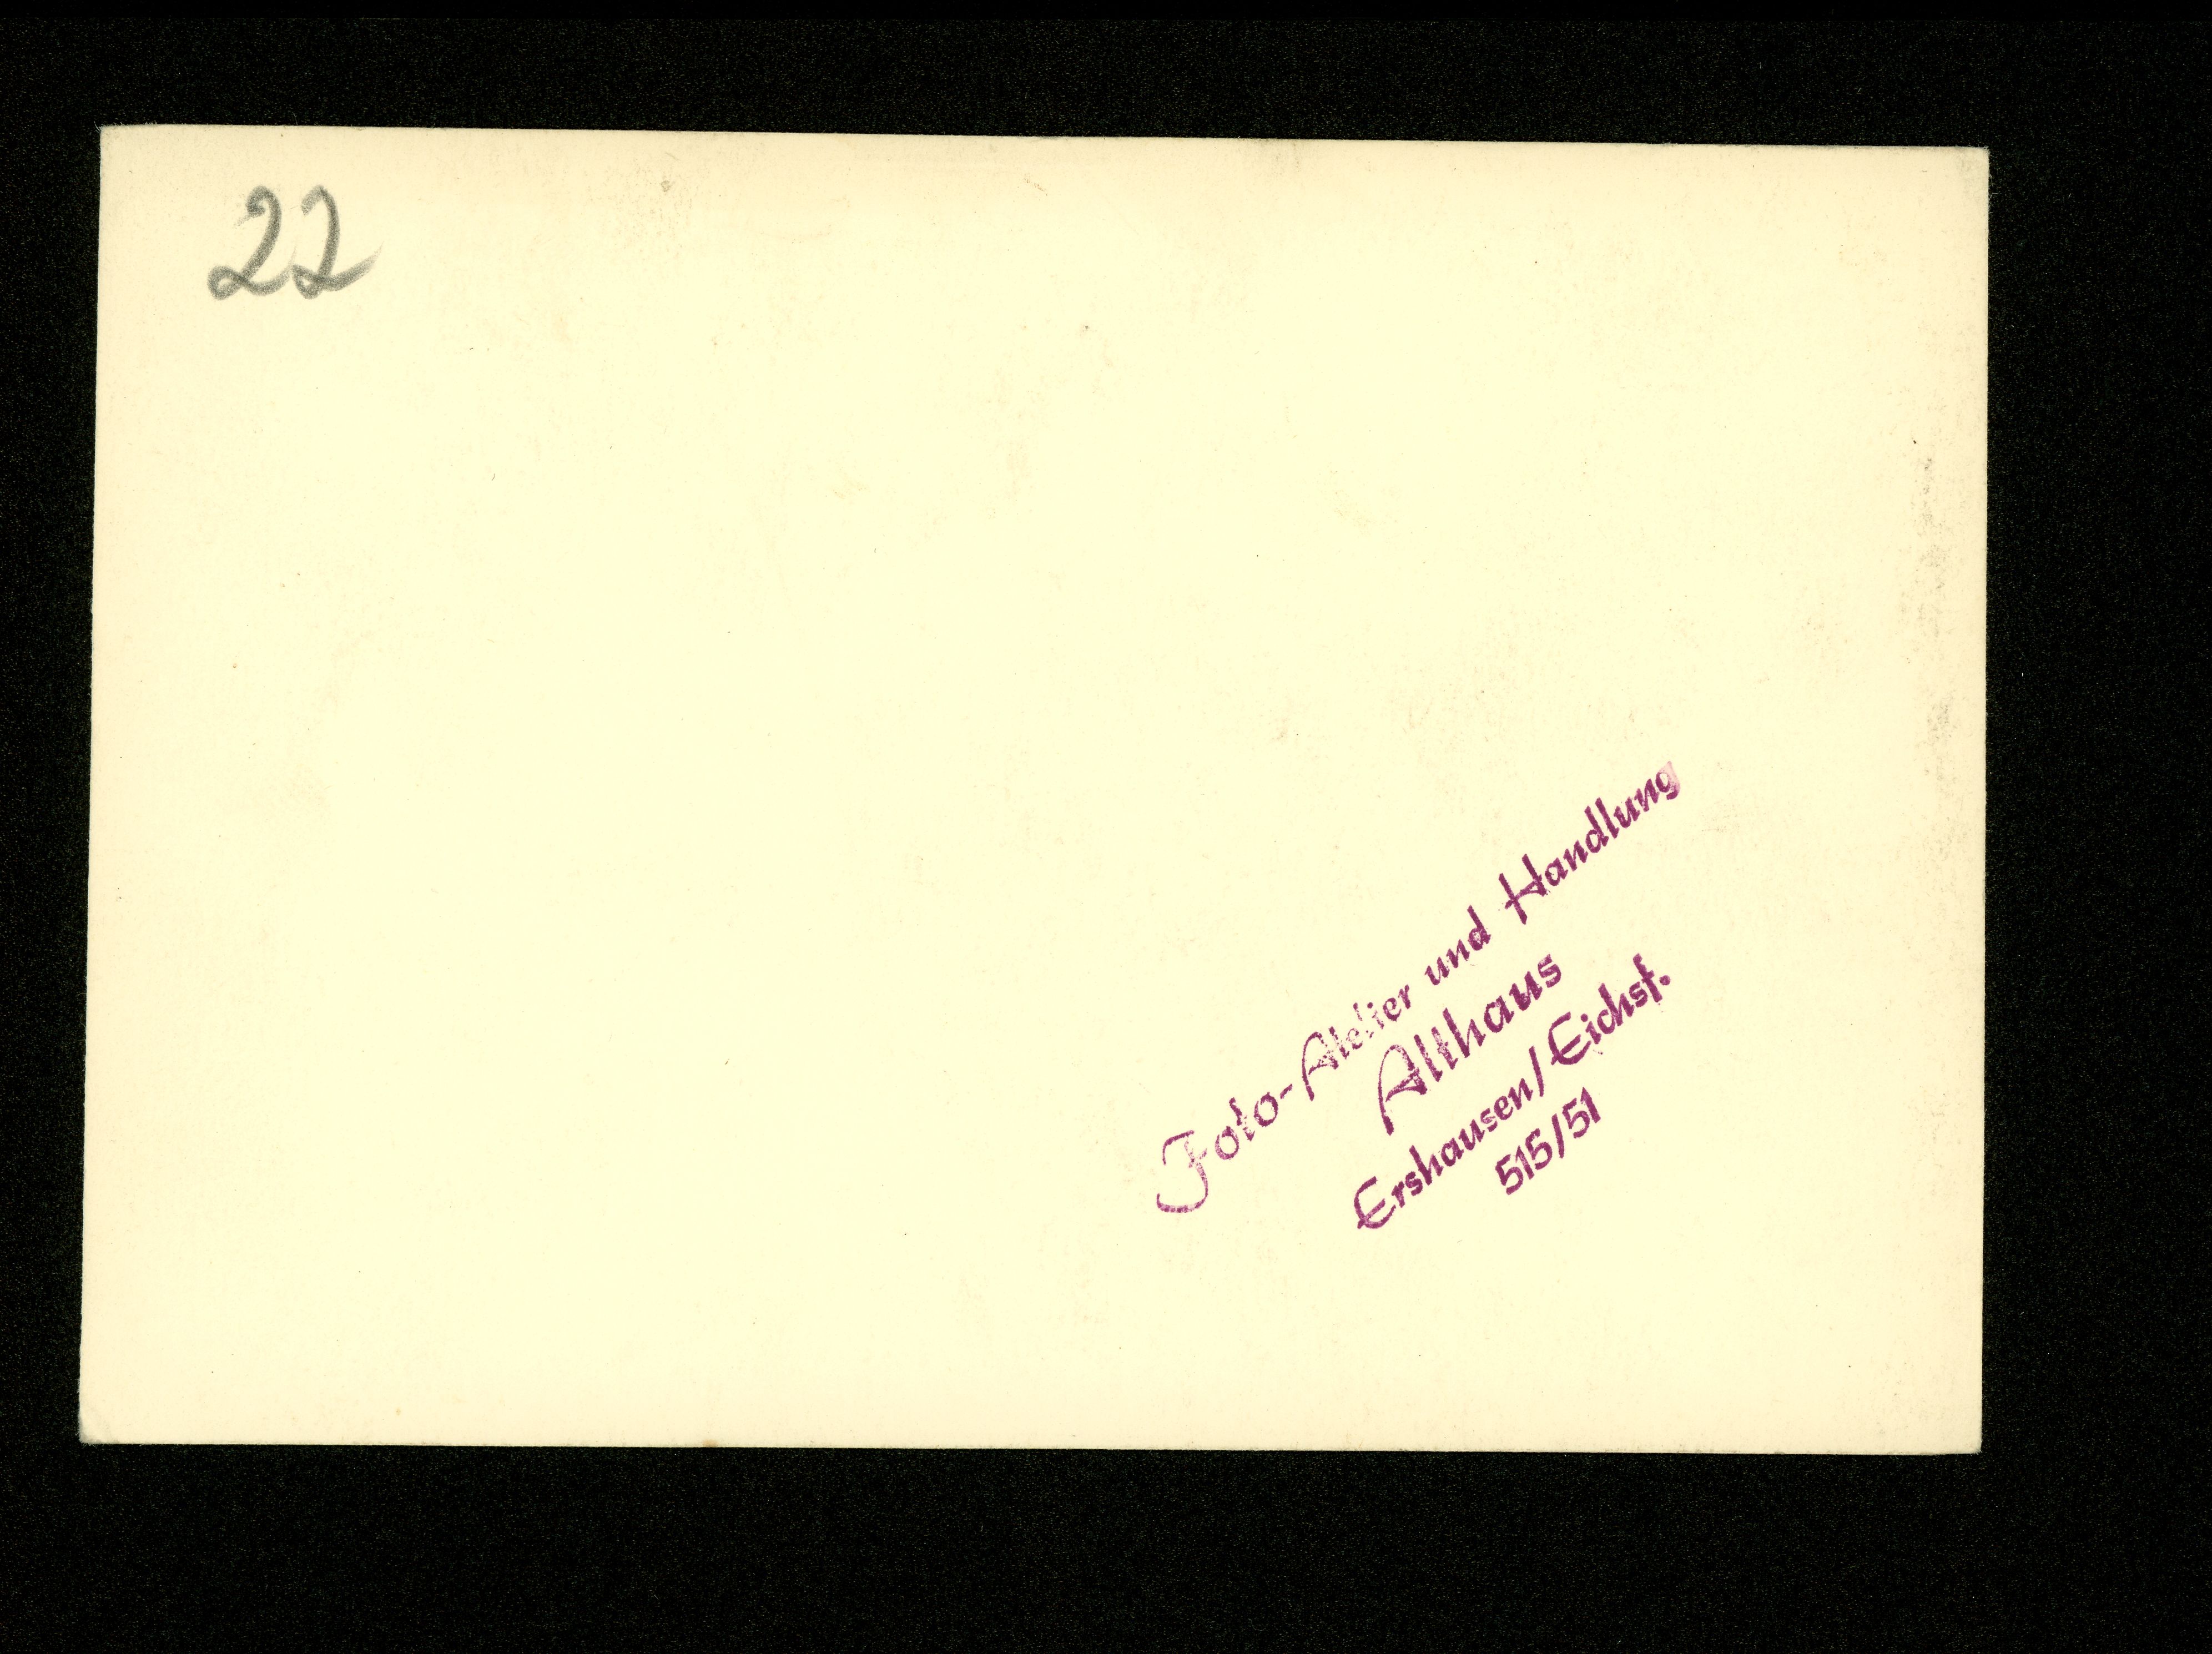 22
Foto-Atelier und Handlung
Althaus
Ershausen/Eichsf.
515/51